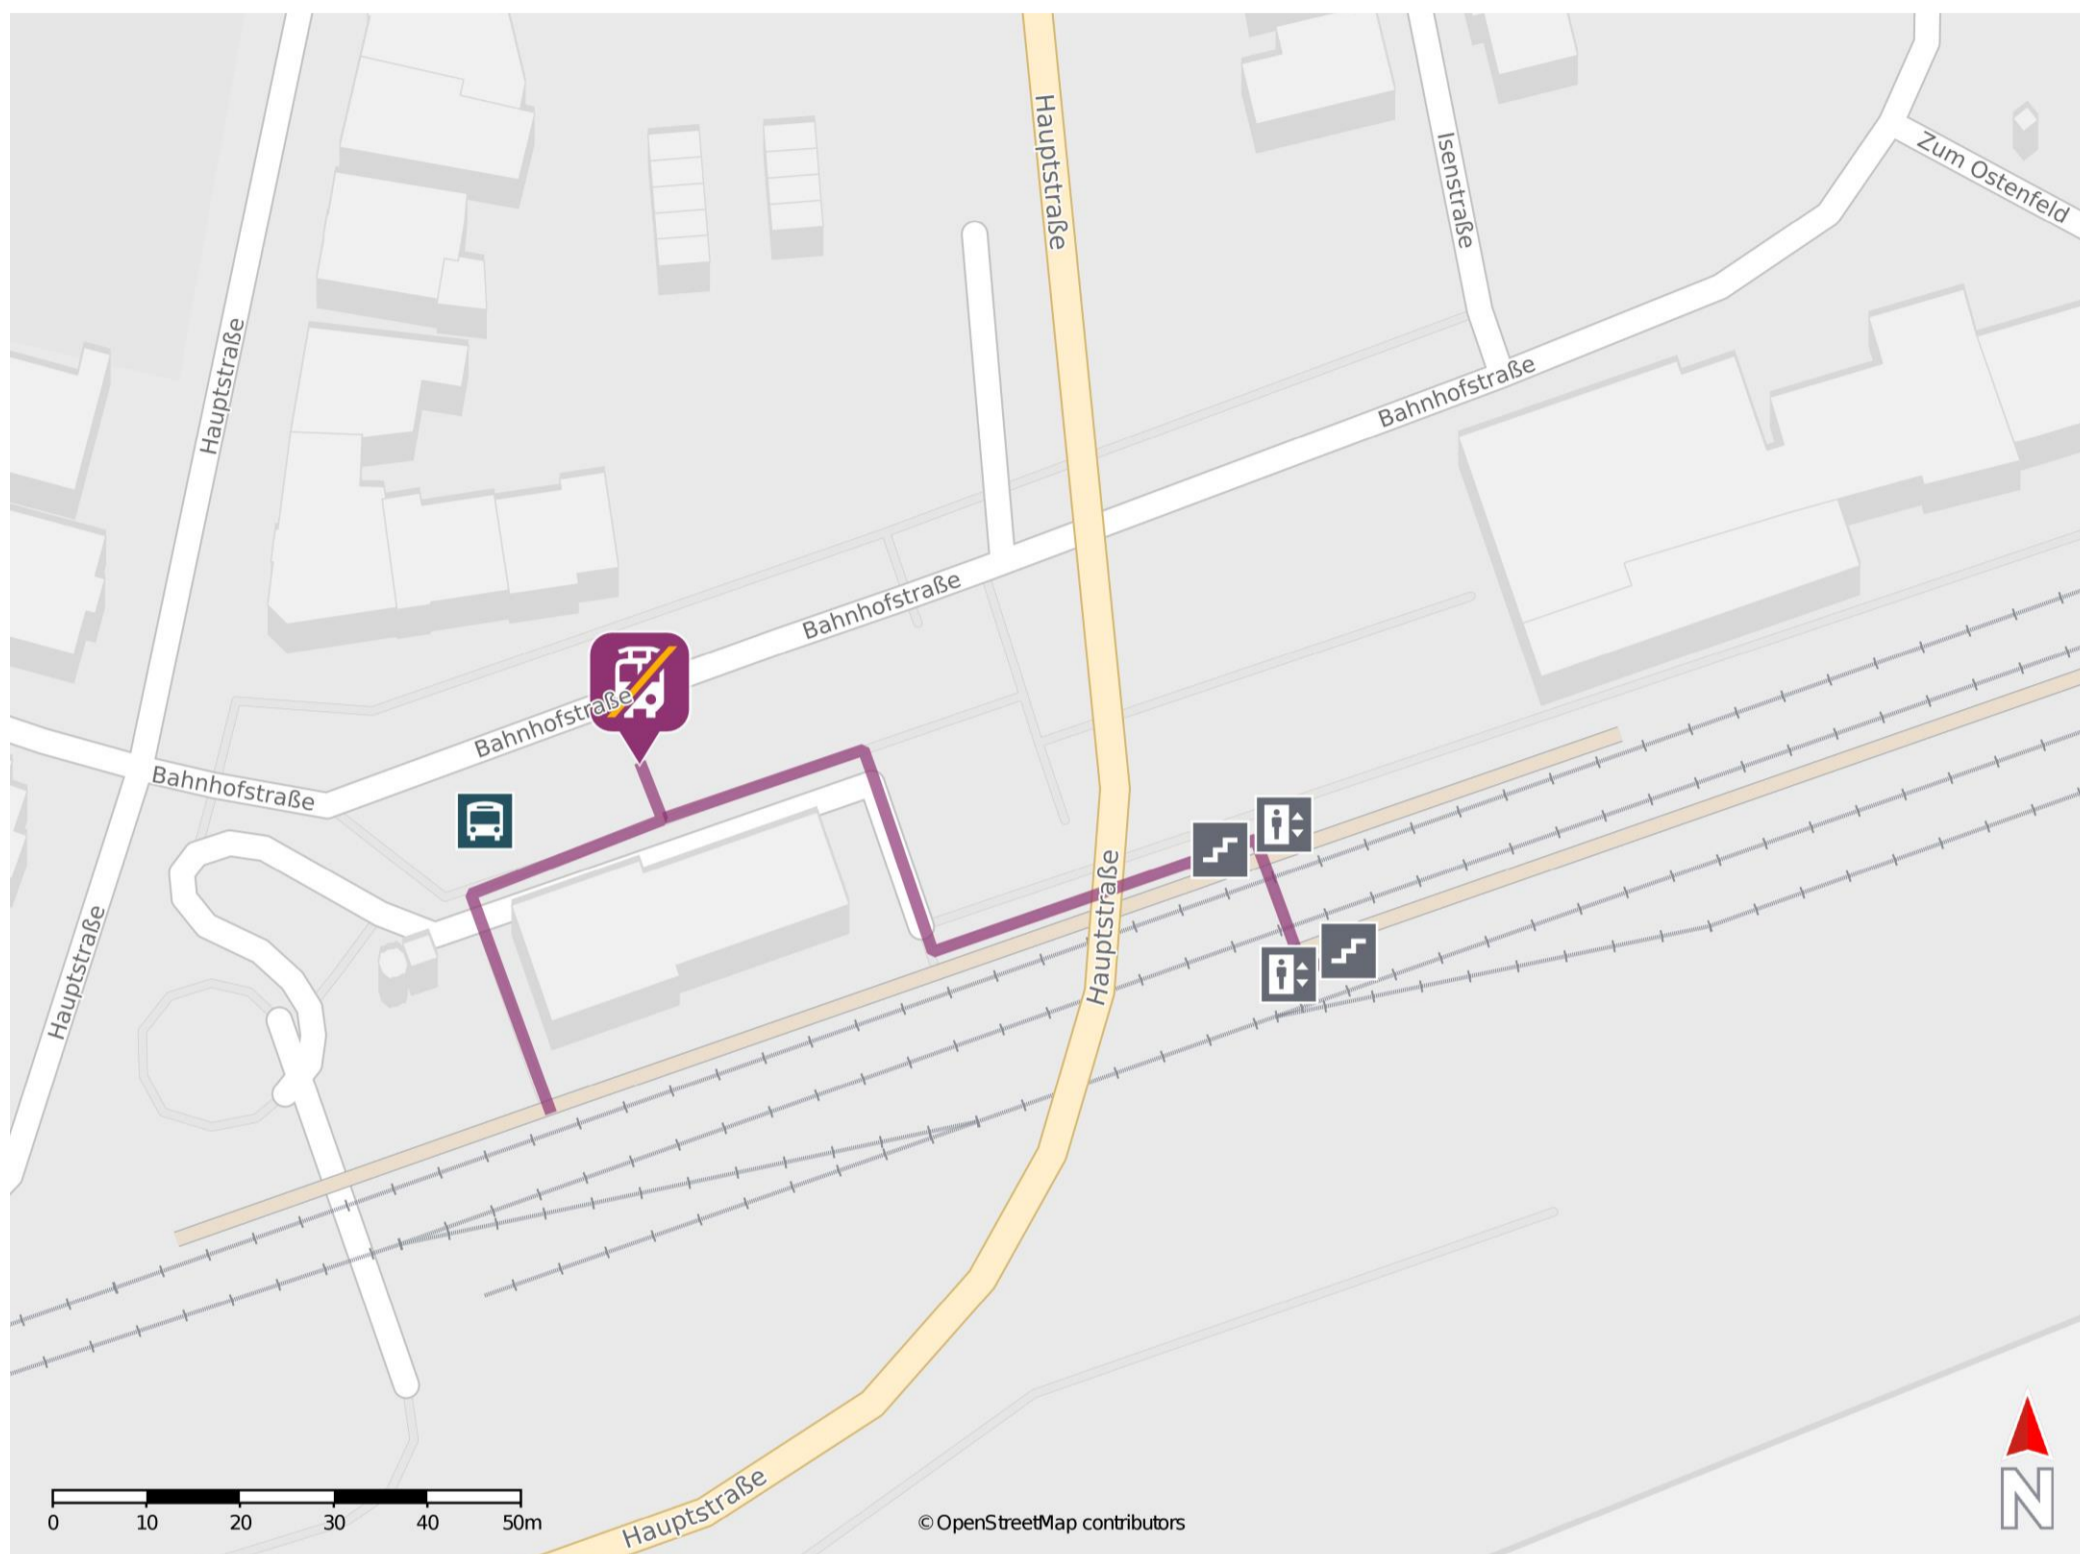 Hauptstraße
Isenstraße
Zum Ostenfeld
Hauptstraße
Bahnhofstraße
Bahnhofstraße
Bahnhofstraße
Bahnhofstraße
Hauptstraße
Hauptstraße
Hauptstraße
0 10 20 30 40 50m
© OpenStreetMap contributors
N